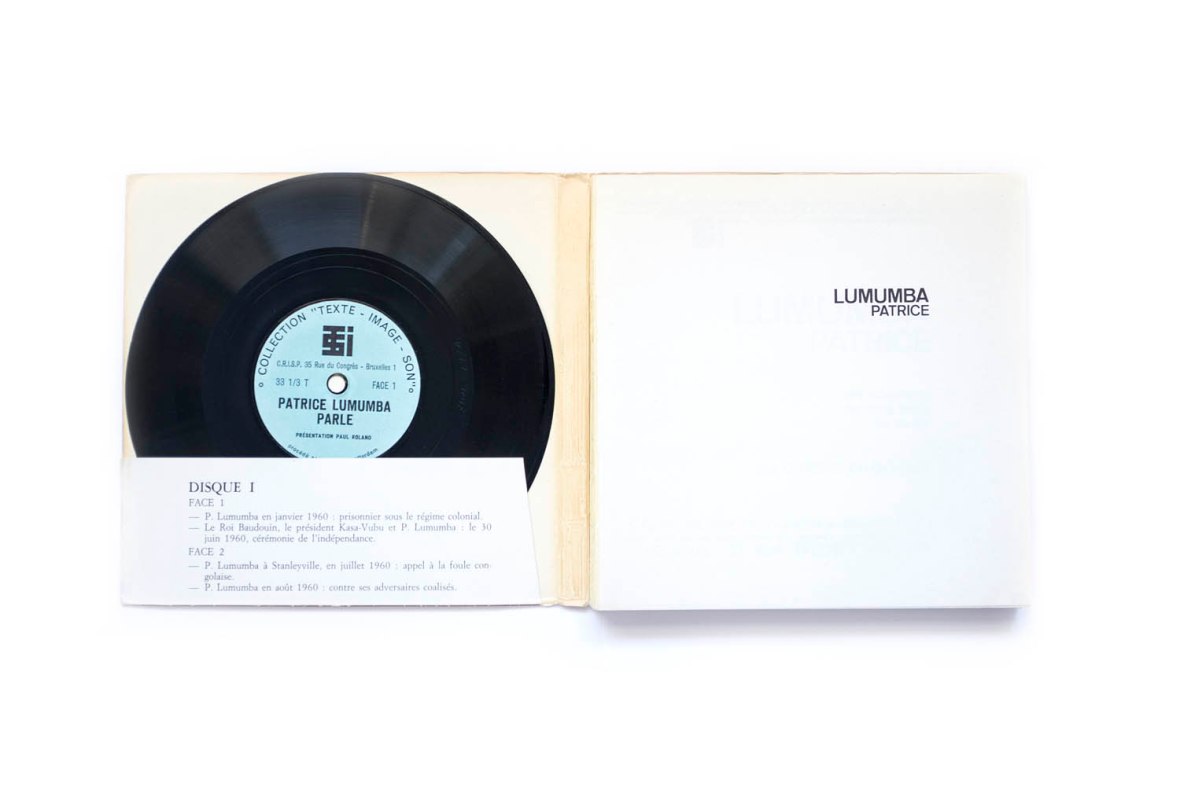 COLLECTION "TEXTE - IMAGE - SON"
C.R.I.S.P. 35 Rue du Congrès - Bruxelles 1
33 1/3 T FACE 1
PATRICE LUMUMBA
PARLE
PRÉSENTATION PAUL ROLAND
procédé
DISQUE I
FACE 1
— P. Lumumba en janvier 1960 : prisonnier sous le régime colonial.
— Le Roi Baudouin, le président Kasa-Vubu et P. Lumumba : le 30
juin 1960, cérémonie de l'indépendance.
FACE 2
— P. Lumumba à Stanleyville, en juillet 1960 : appel à la foule con-
golaise.
— P. Lumumba en août 1960 : contre ses adversaires coalisés.
LUMUMBA
PATRICE
LUMUMBA
PATRICE